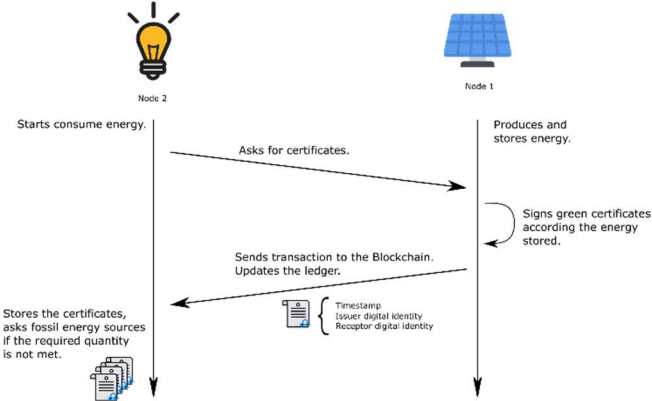 Node 2
Node 1
Starts consume energy.
Produces and
stores energy.
Asks for certificates.
Signs green certificates
according the energy
stored.
Sends transaction to the Blockchain.
Updates the ledger.
Timestamp
Issuer digital identity
Receptor digital identity
Stores the certificates,
asks fossil energy sources
if the required quantity
is not met.